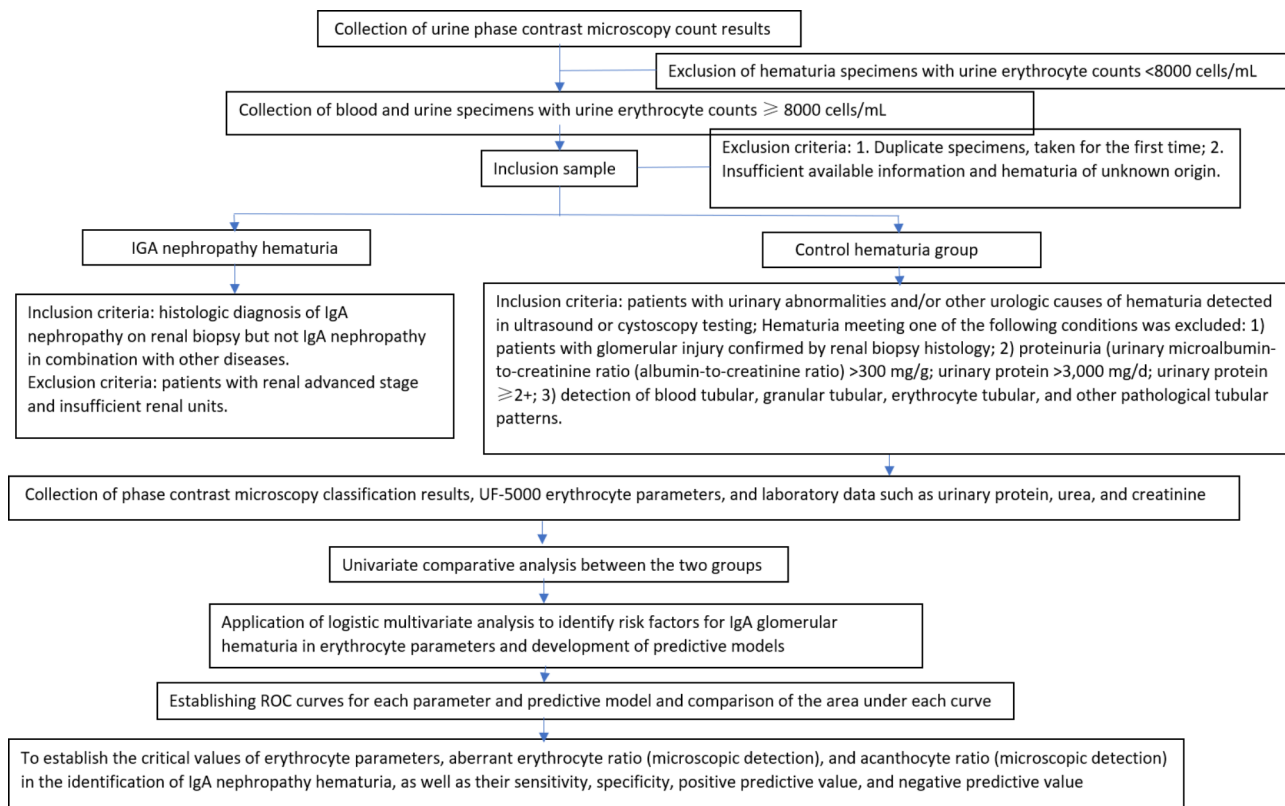 Collection of urine phase contrast microscopy count results
Exclusion of hematuria specimens with urine erythrocyte counts <8000 cells/mL
Collection of blood and urine specimens with urine erythrocyte counts ≥ 8000 cells/mL
Exclusion criteria: 1. Duplicate specimens, taken for the first time; 2.
Insufficient available information and hematuria of unknown origin.
Inclusion sample
IGA nephropathy hematuria
Control hematuria group
Inclusion criteria: histologic diagnosis of IgA
nephropathy on renal biopsy but not IgA nephropathy
in combination with other diseases.
Exclusion criteria: patients with renal advanced stage
and insufficient renal units.
Inclusion criteria: patients with urinary abnormalities and/or other urologic causes of hematuria detected
in ultrasound or cystoscopy testing; Hematuria meeting one of the following conditions was excluded: 1)
patients with glomerular injury confirmed by renal biopsy histology; 2) proteinuria (urinary microalbumin-
to-creatinine ratio (albumin-to-creatinine ratio) >300 mg/g; urinary protein >3,000 mg/d; urinary protein
≥2+; 3) detection of blood tubular, granular tubular, erythrocyte tubular, and other pathological tubular
patterns.
Collection of phase contrast microscopy classification results, UF-5000 erythrocyte parameters, and laboratory data such as urinary protein, urea, and creatinine
Univariate comparative analysis between the two groups
Application of logistic multivariate analysis to identify risk factors for IgA glomerular
hematuria in erythrocyte parameters and development of predictive models
Establishing ROC curves for each parameter and predictive model and comparison of the area under each curve
To establish the critical values of erythrocyte parameters, aberrant erythrocyte ratio (microscopic detection), and acanthocyte ratio (microscopic detection)
in the identification of IgA nephropathy hematuria, as well as their sensitivity, specificity, positive predictive value, and negative predictive value